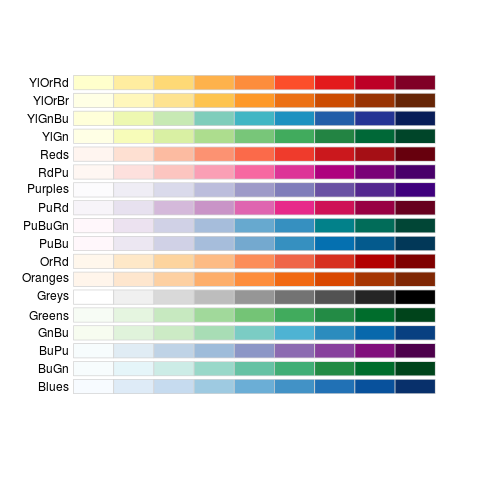 YlOrRd
YlOrBr
YlGnBu
YlGn
Reds
RdPu
Purples
PuRd
PuBuGn
PuBu
OrRd
Oranges
Greys
Greens
GnBu
BuPu
BuGn
Blues